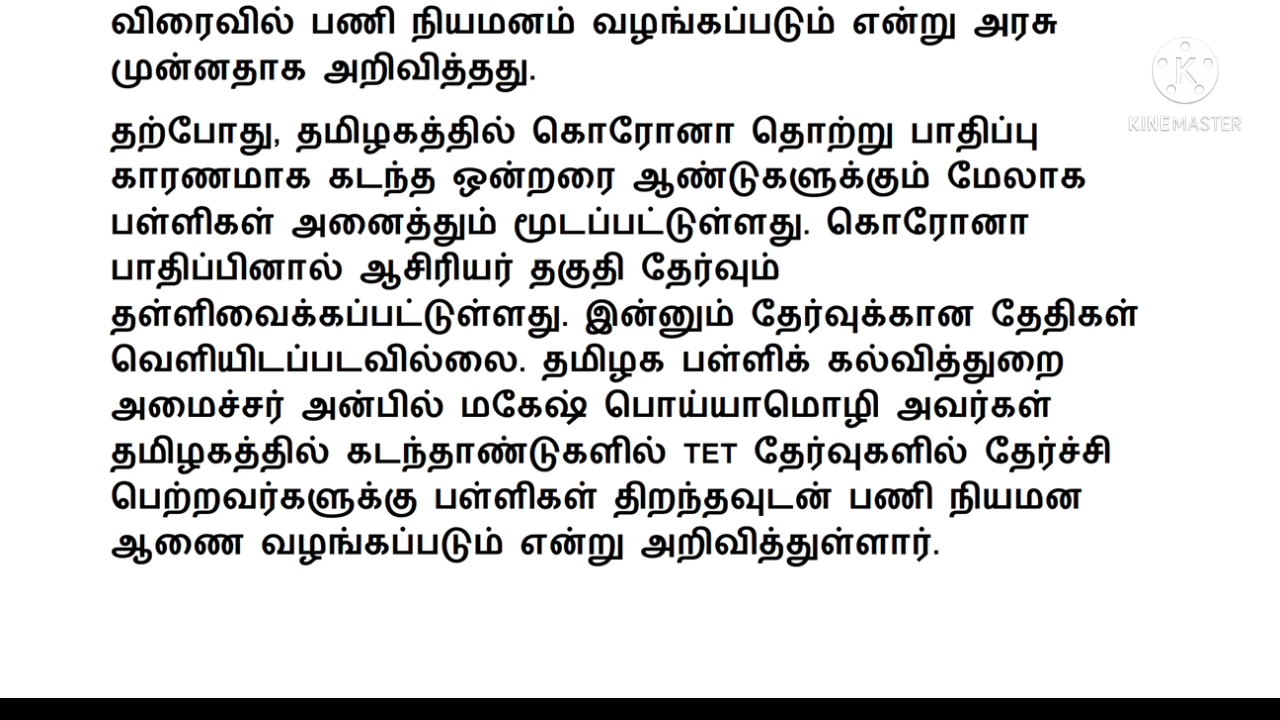 விரைவில் பணி நியமனம் வழங்கப்படும் என்று அரசு
முன்னதாக அறிவித்தது.
தற்போது, தமிழகத்தில் கொரோனா தொற்று பாதிப்பு
காரணமாக கடந்த ஒன்றரை ஆண்டுகளுக்கும் மேலாக
பள்ளிகள் அனைத்தும் மூடப்பட்டுள்ளது. கொரோனா
பாதிப்பினால் ஆசிரியர் தகுதி தேர்வும்
தள்ளிவைக்கப்பட்டுள்ளது. இன்னும் தேர்வுக்கான தேதிகள்
வெளியிடப்படவில்லை. தமிழக பள்ளிக் கல்வித்துறை
அமைச்சர் அன்பில் மகேஷ் பொய்யாமொழி அவர்கள்
தமிழகத்தில் கடந்தாண்டுகளில் TET தேர்வுகளில் தேர்ச்சி
பெற்றவர்களுக்கு பள்ளிகள் திறந்தவுடன் பணி நியமன
ஆணை வழங்கப்படும் என்று அறிவித்துள்ளார்.
K
KINEMASTER